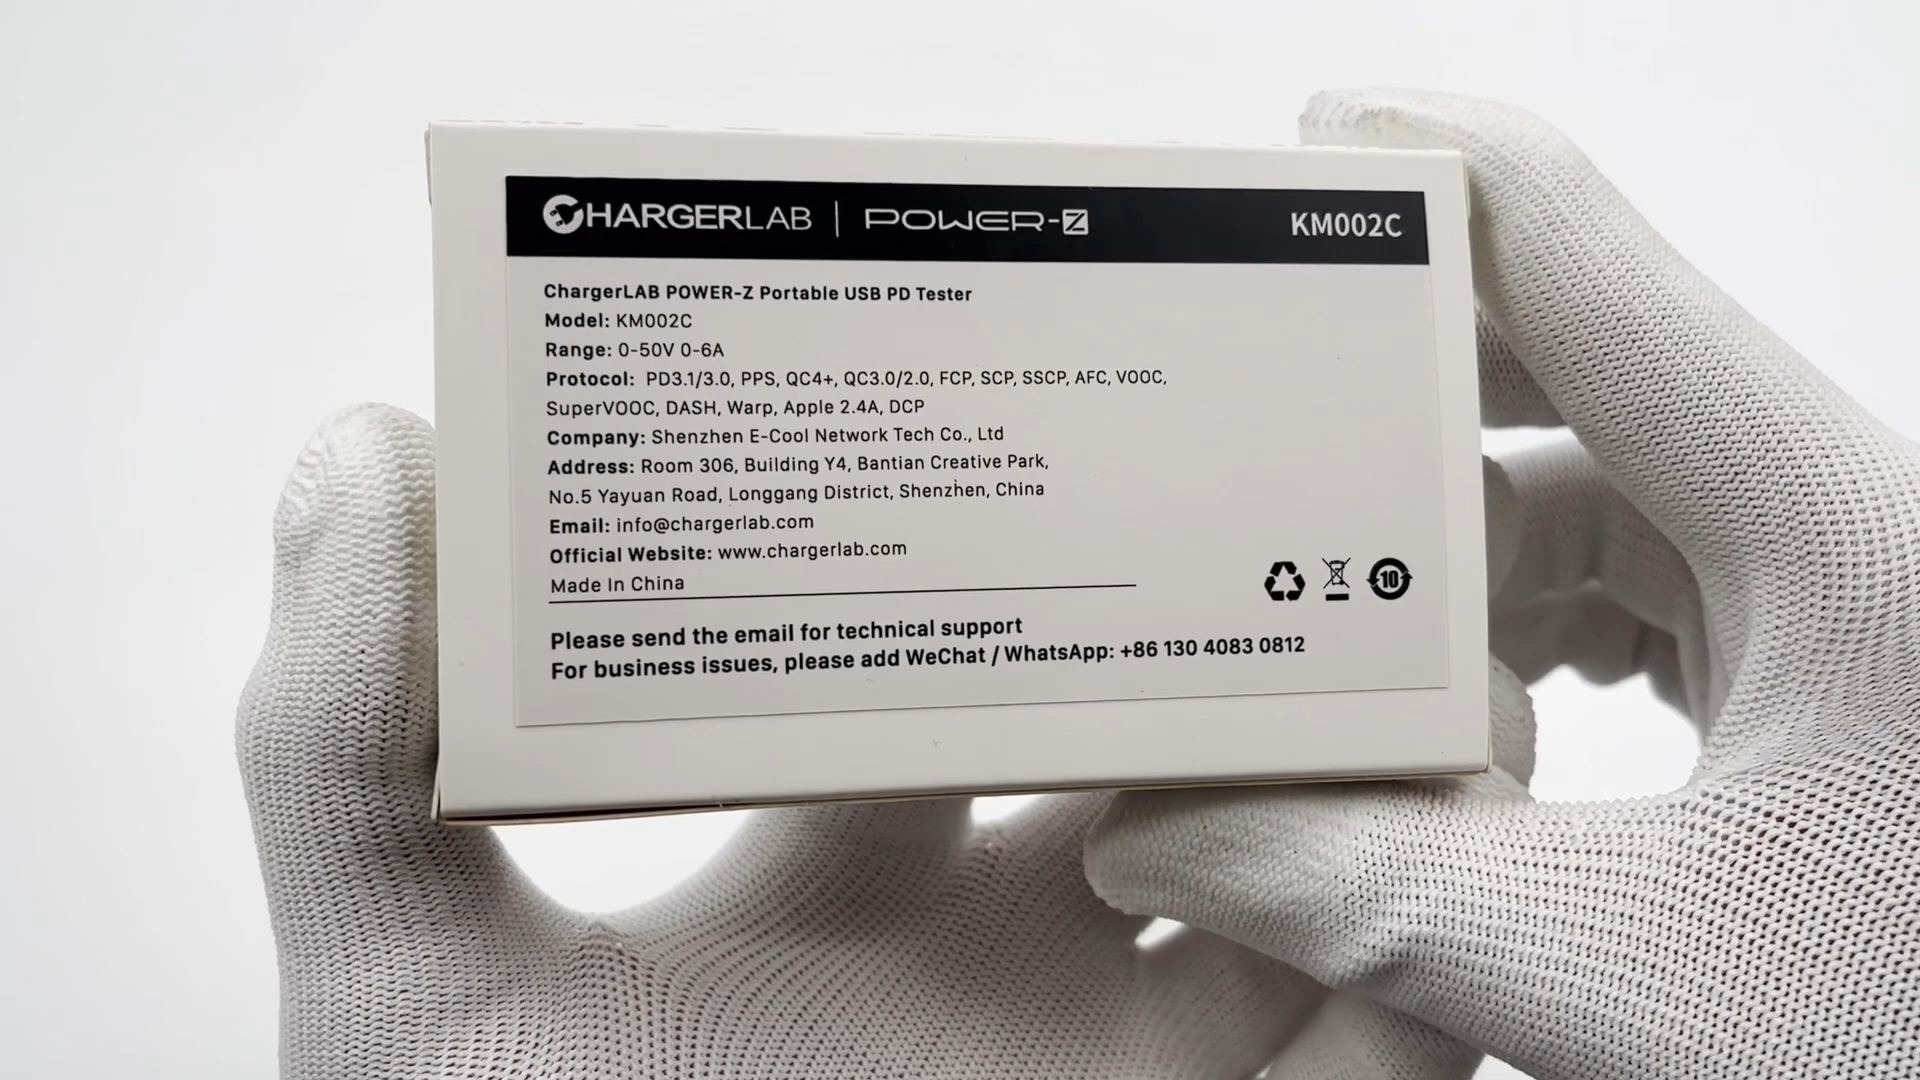 CHARGERLAB | POWER-Z KM002C
ChargerLAB POWER-Z Portable USB PD Tester
Model: KM002C
Range: 0-50V 0-6A
Protocol: PD3.1/3.0, PPS, QC4+, QC3.0/2.0, FCP, SCP, SSCP, AFC, VOOC,
SuperVOOC, DASH, Warp, Apple 2.4A, DCP
Company: Shenzhen E-Cool Network Tech Co., Ltd
Address: Room 306, Building Y4, Bantian Creative Park,
No.5 Yayuan Road, Longgang District, Shenzhen, China
Email: info@chargerlab.com
Official Website: www.chargerlab.com
Made In China
10
Please send the email for technical support
For business issues, please add WeChat / WhatsApp: +86 130 4083 0812